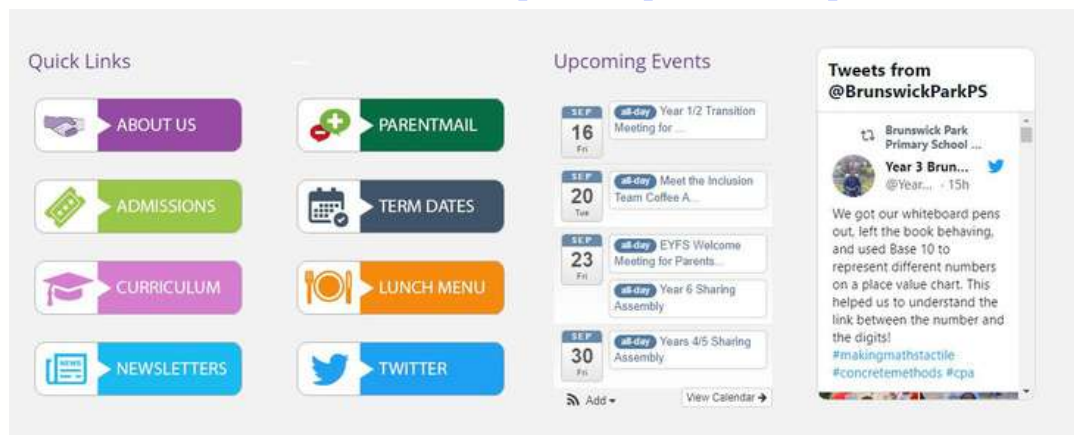 Quick Links
ABOUT US
PARENTMAIL
ADMISSIONS
TERM DATES
CURRICULUM
LUNCH MENU
NEWS
NEWSLETTERS
TWITTER
Upcoming Events
SEP
16
Fri
all-day Year 1/2 Transition
Meeting for ...
SEP
20
Tue
all-day Meet the Inclusion
Team Coffee A...
SEP
23
Fri
all-day EYFS Welcome
Meeting for Parents...
all-day Year 6 Sharing
Assembly
SEP
30
Fri
all-day Years 4/5 Sharing
Assembly
Add
View Calendar
Tweets from
@BrunswickParkPS
Brunswick Park
Primary School ...
Year 3 Brun...
@Year... · 15h
We got our whiteboard pens
out, left the book behaving,
and used Base 10 to
represent different numbers
on a place value chart. This
helped us to understand the
link between the number and
the digits!
#makingmathstactile
#concretemethods #cpa